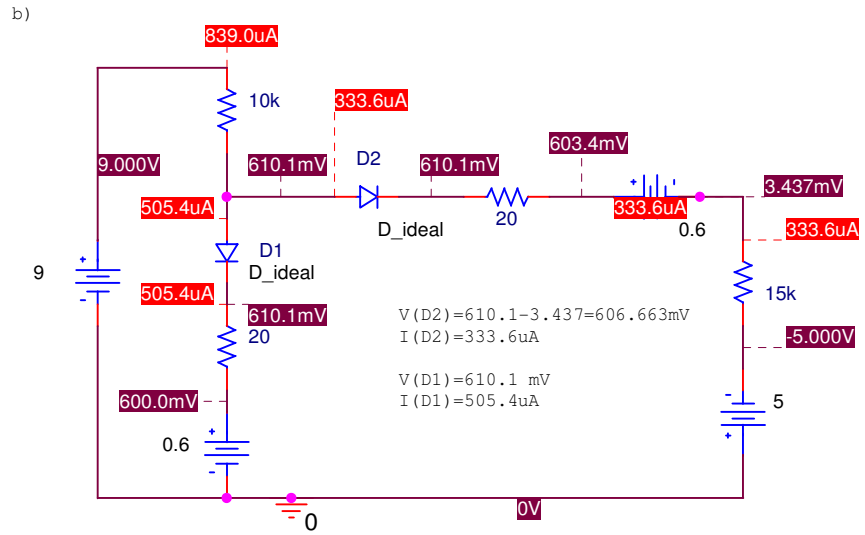 b)
839.0uA
10k
333.6uA
D2
603.4mV
9.000V
610.1mV
610.1mV
3.437mV
505.4uA
20
333.6uA
0.6
333.6uA
D_ideal
D1
D_ideal
9
505.4uA
15k
610.1mV
V(D2)=610.1-3.437=606.663mV
20
I(D2)=333.6uA
-5.000V
V(D1)=610.1 mV
600.0mV
I(D1)=505.4uA
5
0.6
0V
0
+
-
+
-
+
-
-
+